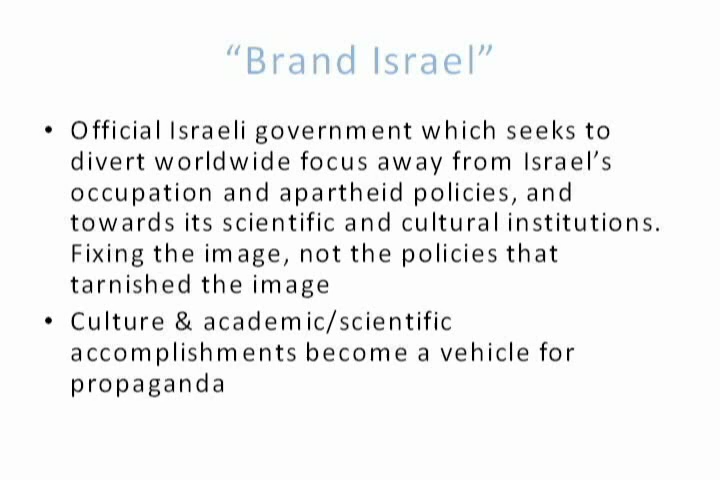 “Brand Israel”
• Official Israeli government which seeks to
divert worldwide focus away from Israel’s
occupation and apartheid policies, and
towards its scientific and cultural institutions.
Fixing the image, not the policies that
tarnished the image
• Culture & academic/scientific
accomplishments become a vehicle for
propaganda